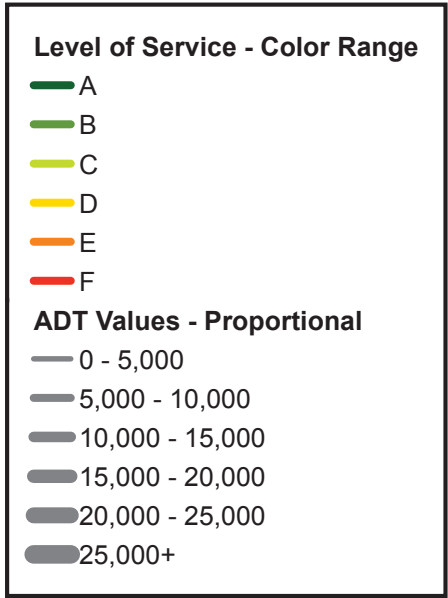 Level of Service - Color Range
A
B
C
D
E
F
ADT Values - Proportional
0 - 5,000
5,000 - 10,000
10,000 - 15,000
15,000 - 20,000
20,000 - 25,000
25,000+